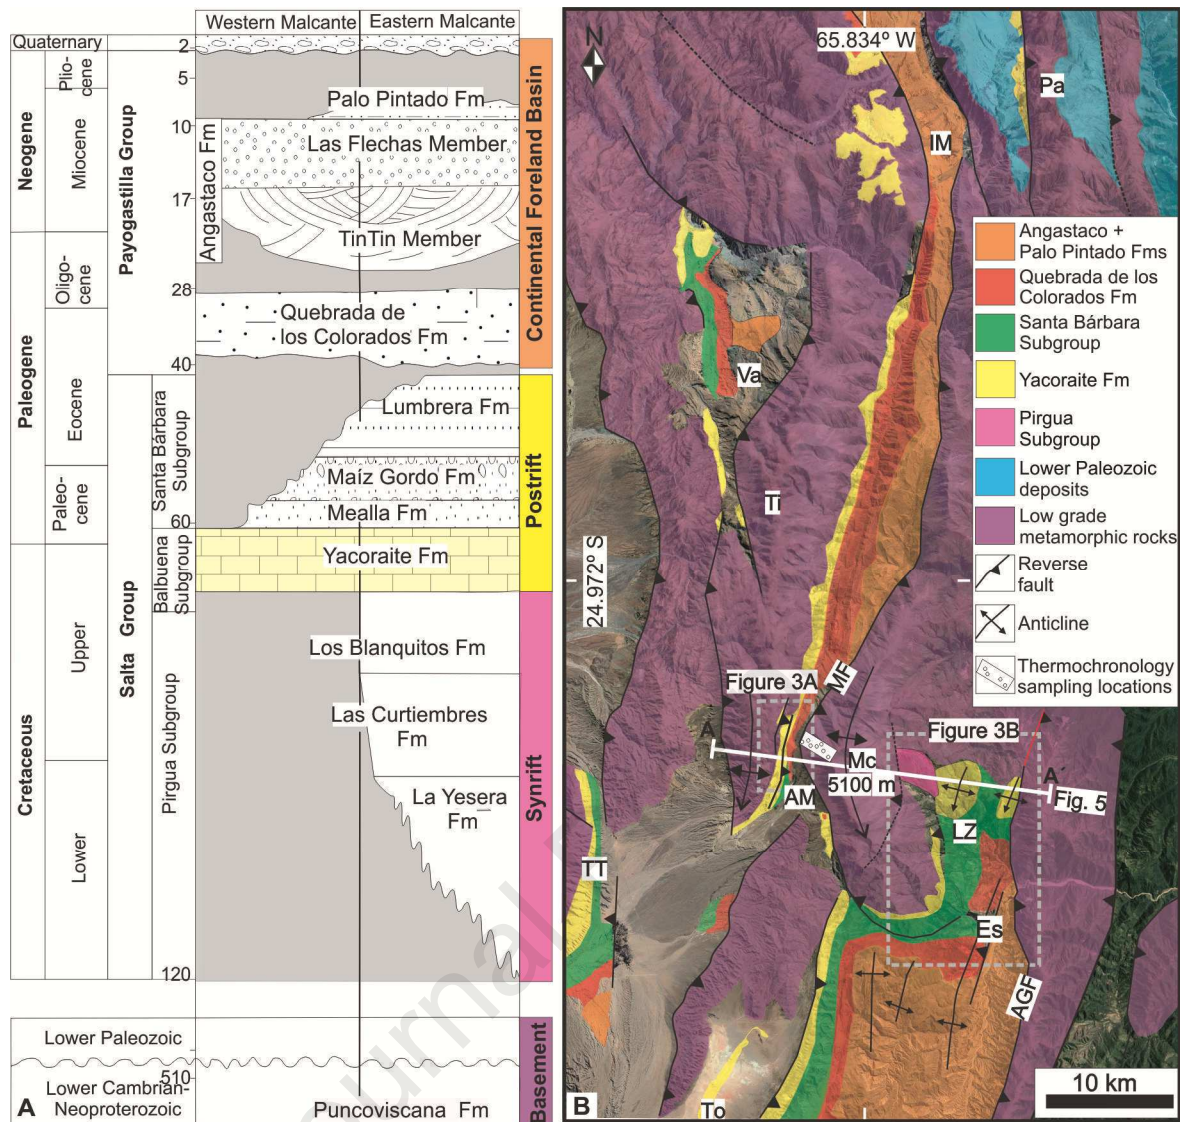 Western Malcante
Eastern Malcante
Quaternary
2
Neogene
Plio-
cene
5
Miocene
10
17
Payogastilla Group
Palo Pintado Fm
Angastaco Fm
Las Flechas Member
TinTin Member
Continental Foreland Basin
Paleogene
Oligo-
cene
28
Quebrada de
los Colorados Fm
40
Eocene
Santa Bárbara
Subgroup
Lumbrera Fm
Maíz Gordo Fm
Paleo-
cene
Mealla Fm
60
Postrift
Salta Group
Balbuena
Subgroup
Yacoraite Fm
Cretaceous
Upper
Pirgua Subgroup
Los Blanquitos Fm
Las Curtiembres
Fm
Lower
La Yesera
Fm
Synrift
120
Lower Paleozoic
510
Lower Cambrian-
Neoproterozoic
Puncoviscana Fm
Basement
A
N
65.834º W
Pa
IM
Va
Ti
24.972º S
Angastaco +
Palo Pintado Fms
Quebrada de los
Colorados Fm
Santa Bárbara
Subgroup
Yacoraite Fm
Pirgua
Subgroup
Lower Paleozoic
deposits
Low grade
metamorphic rocks
Reverse
fault
Anticline
Thermochronology
sampling locations
MF
Figure 3A
Figure 3B
A
Mc
5100 m
A´
Fig. 5
AM
LZ
TT
Es
AGF
To
10 km
B
Journal